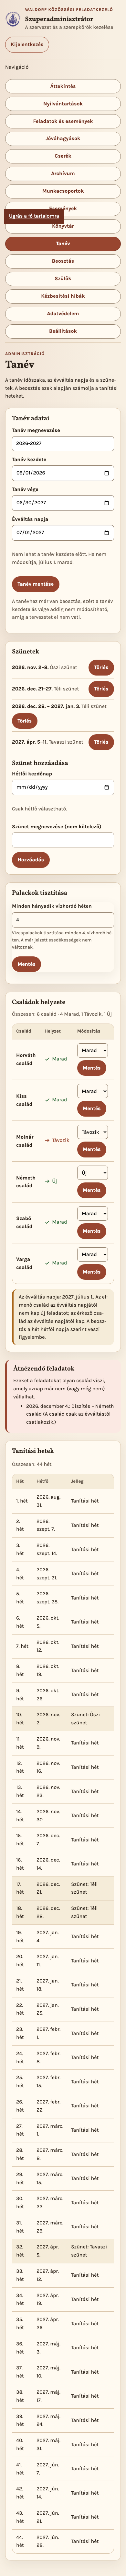 WALDORF KÖZÖSSÉGI FELADATKEZELŐ
Szuperadminisztrátor
A szervezet és a szerepkörök kezelése
Kijelentkezés
Navigáció
Áttekintés
Nyilvántartások
Feladatok és események
Jóváhagyások
Cserék
Archívum
Munkacsoportok
Események
Ugrás a fő tartalomra
Könyvtár
Tanév
Beosztás
Szülők
Kézbesítési hibák
Adatvédelem
Beállítások
ADMINISZTRÁCIÓ
Tanév
A tanév időszaka, az évváltás napja és a szüne-
tek. A beosztások ezek alapján számolja a tanítási
heteket.
Tanév adatai
Tanév megnevezése
2026-2027
Tanév kezdete
09/01/2026
Tanév vége
06/30/2027
Évváltás napja
07/01/2027
Nem lehet a tanév kezdete előtt. Ha nem
módosítja, július 1. marad.
Tanév mentése
A tanévhez már van beosztás, ezért a tanév
kezdete és vége addig nem módosítható,
amíg a tervezetet el nem veti.
Szünetek
2026. nov. 2–8. Őszi szünet
Törlés
2026. dec. 21–27. Téli szünet
Törlés
2026. dec. 28. – 2027. jan. 3. Téli szünet
Törlés
2027. ápr. 5–11. Tavaszi szünet
Törlés
Szünet hozzáadása
Hétfői kezdőnap
mm/dd/yyyy
Csak hétfő választható.
Szünet megnevezése (nem kötelező)
Hozzáadás
Palackok tisztítása
Minden hányadik vízhordó héten
4
Vizespalackok tisztítása minden 4. vízhordó hé-
ten. A már jelzett cserékességek nem
változnak.
Mentés
Családok helyzete
Összesen: 6 család · 4 Marad, 1 Távozik, 1 Új
Család Helyzet Módosítás
Horváth család ✓ Marad Marad Mentés
Kiss család ✓ Marad Marad Mentés
Molnár család → Távozik Távozik Mentés
Németh család → Új Új Mentés
Szabó család ✓ Marad Marad Mentés
Varga család ✓ Marad Marad Mentés
Az évváltás napja: 2027. július 1. Az el-
menő család az évváltás napjától
nem kap új feladatot, az érkező csa-
lád az évváltás napjától kap. A beosz-
tás a hét hétfői napja szerint veszi
figyelembe.
Átnézendő feladatok
Ezeket a feladatokat olyan család viszi,
amely aznap már nem (vagy még nem)
vállalhat.
• 2026. december 4.: Díszítés – Németh
család (A család csak az évváltástól
csatlakozik.)
Tanítási hetek
Összesen: 44 hét
Hét Hétfő Jelleg
1. hét 2026. aug. 31. Tanítási hét
2. hét 2026. szept. 7. Tanítási hét
3. hét 2026. szept. 14. Tanítási hét
4. hét 2026. szept. 21. Tanítási hét
5. hét 2026. szept. 28. Tanítási hét
6. hét 2026. okt. 5. Tanítási hét
7. hét 2026. okt. 12. Tanítási hét
8. hét 2026. okt. 19. Tanítási hét
9. hét 2026. okt. 26. Tanítási hét
10. hét 2026. nov. 2. Szünet: Őszi szünet
11. hét 2026. nov. 9. Tanítási hét
12. hét 2026. nov. 16. Tanítási hét
13. hét 2026. nov. 23. Tanítási hét
14. hét 2026. nov. 30. Tanítási hét
15. hét 2026. dec. 7. Tanítási hét
16. hét 2026. dec. 14. Tanítási hét
17. hét 2026. dec. 21. Szünet: Téli szünet
18. hét 2026. dec. 28. Szünet: Téli szünet
19. hét 2027. jan. 4. Tanítási hét
20. hét 2027. jan. 11. Tanítási hét
21. hét 2027. jan. 18. Tanítási hét
22. hét 2027. jan. 25. Tanítási hét
23. hét 2027. febr. 1. Tanítási hét
24. hét 2027. febr. 8. Tanítási hét
25. hét 2027. febr. 15. Tanítási hét
26. hét 2027. febr. 22. Tanítási hét
27. hét 2027. márc. 1. Tanítási hét
28. hét 2027. márc. 8. Tanítási hét
29. hét 2027. márc. 15. Tanítási hét
30. hét 2027. márc. 22. Tanítási hét
31. hét 2027. márc. 29. Tanítási hét
32. hét 2027. ápr. 5. Szünet: Tavaszi szünet
33. hét 2027. ápr. 12. Tanítási hét
34. hét 2027. ápr. 19. Tanítási hét
35. hét 2027. ápr. 26. Tanítási hét
36. hét 2027. máj. 3. Tanítási hét
37. hét 2027. máj. 10. Tanítási hét
38. hét 2027. máj. 17. Tanítási hét
39. hét 2027. máj. 24. Tanítási hét
40. hét 2027. máj. 31. Tanítási hét
41. hét 2027. jún. 7. Tanítási hét
42. hét 2027. jún. 14. Tanítási hét
43. hét 2027. jún. 21. Tanítási hét
44. hét 2027. jún. 28. Tanítási hét